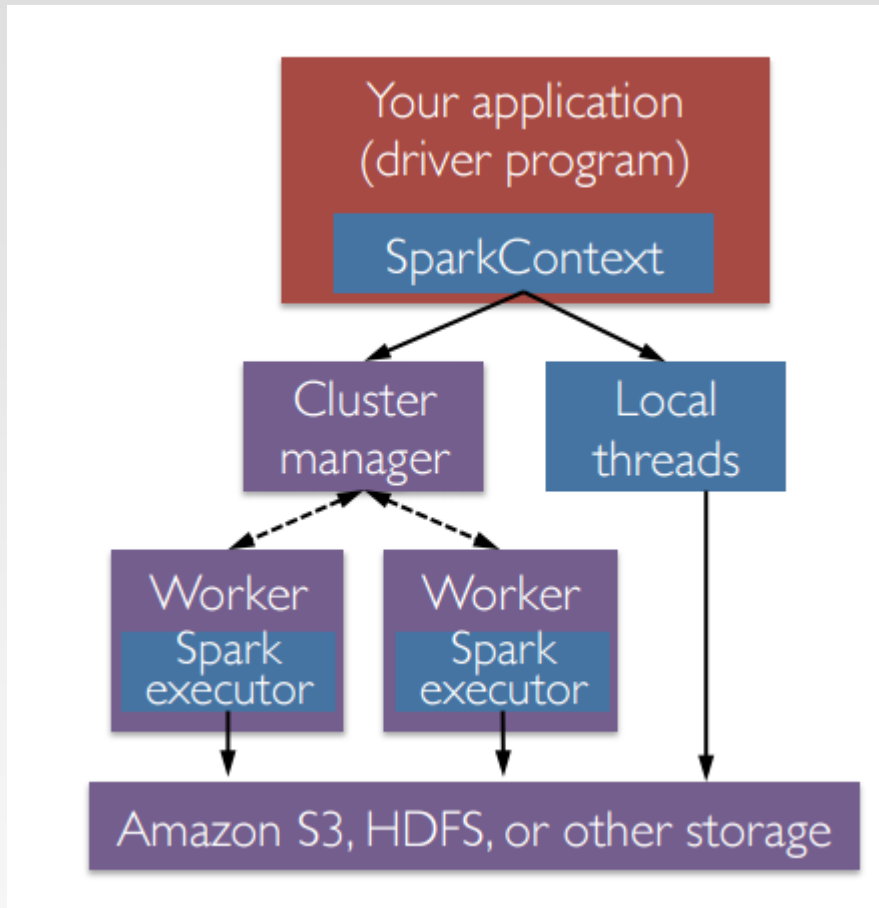 Your application
(driver program)
SparkContext
Cluster
manager
Local
threads
Worker
Spark
executor
Worker
Spark
executor
Amazon S3, HDFS, or other storage